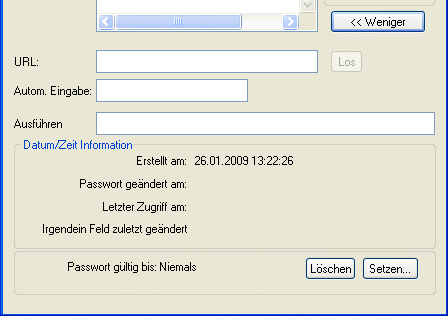 << Weniger
URL:
Los
Autom. Eingabe:
Ausführen
Datum/Zeit Information
Erstellt am: 26.01.2009 13:22:26
Passwort geändert am:
Letzter Zugriff am:
Irgendein Feld zuletzt geändert
Passwort gültig bis: Niemals
Löschen
Setzen...